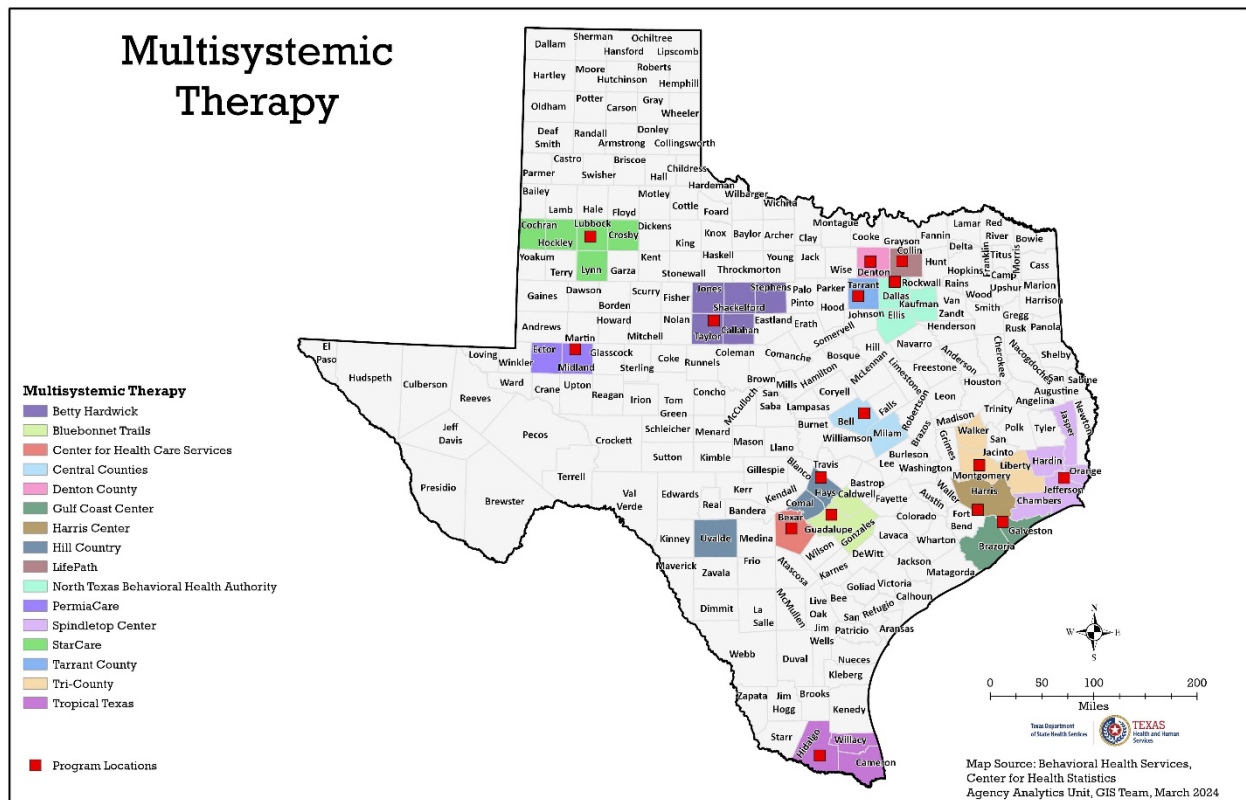 Multisystemic
Therapy
Sherman
Ochiltree
Dallam
Hansford
Lipscomb
Hartley
Moore
Roberts
Hutchinson
Hemphill
Oldham
Potter
Carson
Gray
Wheeler
Deaf
Smith
Randall
Donley
Armstrong
Collingsworth
Parmer
Castro
Swisher
Briscoe
Hall
Childress
Hardeman
Wilbarger
Wichita
Bailey
Lamb
Hale
Floyd
Motley
Cottle
Foard
Cochran
Hockley
Lubbock
Crosby
Dickens
King
Knox
Baylor
Archer
Clay
Montague
Cooke
Grayson
Fannin
Lamar
Red
River
Bowie
Delta
Franklin
Titus
Morris
Camp
Cass
Yoakum
Terry
Lynn
Garza
Kent
Stonewall
Haskell
Throckmorton
Young
Jack
Wise
Denton
Collin
Hunt
Hopkins
Rockwall
Rains
Wood
Upshur
Marion
Harrison
Gaines
Dawson
Borden
Scurry
Fisher
Jones
Shackelford
Stephens
Palo
Pinto
Parker
Hood
Tarrant
Johnson
Dallas
Ellis
Kaufman
Van
Zandt
Smith
Gregg
Rusk
Panola
Henderson
Andrews
Martin
Howard
Mitchell
Nolan
Taylor
Callahan
Eastland
Erath
Somervell
Hill
Navarro
Anderson
Cherokee
Nacogdoches
Shelby
San
Augustine
Sabine
El
Paso
Hudspeth
Culberson
Loving
Winkler
Ector
Midland
Glasscock
Sterling
Coke
Runnels
Coleman
Comanche
Bosque
Hamilton
McLennan
Limestone
Freestone
Houston
Angelina
Newton
Jasper
Reeves
Ward
Crane
Upton
Reagan
Irion
Tom
Green
Concho
McCulloch
Brown
Mills
San
Saba
Lampasas
Coryell
Bell
Falls
Milam
Robertson
Brazos
Leon
Madison
Trinity
Polk
Tyler
Jeff
Davis
Pecos
Crockett
Schleicher
Menard
Mason
Llano
Burnet
Williamson
Burleson
Grimes
Walker
San
Jacinto
Liberty
Hardin
Orange
Jefferson
Chambers
Presidio
Brewster
Terrell
Val
Verde
Sutton
Kimble
Gillespie
Blanco
Travis
Hays
Lee
Washington
Bastrop
Montgomery
Waller
Austin
Harris
Edwards
Real
Kerr
Bandera
Kendall
Comal
Caldwell
Fayette
Colorado
Fort
Bend
Galveston
Brazoria
Kinney
Uvalde
Medina
Bexar
Guadalupe
Gonzales
Lavaca
Wharton
Matagorda
Jackson
Wilson
DeWitt
Maverick
Zavala
Frio
Atascosa
Karnes
Goliad
Victoria
Calhoun
Dimmit
La
Salle
McMullen
Live
Oak
Bee
Refugio
San
Patricio
Aransas
Webb
Duval
Jim
Wells
Nueces
Kleberg
Zapata
Jim
Hogg
Brooks
Kenedy
Starr
Hidalgo
Willacy
Cameron
Multisystemic Therapy
Betty Hardwick
Bluebonnet Trails
Center for Health Care Services
Central Counties
Denton County
Gulf Coast Center
Harris Center
Hill Country
LifePath
North Texas Behavioral Health Authority
PermiaCare
Spindletop Center
StarCare
Tarrant County
Tri-County
Tropical Texas
Program Locations
N
W
E
S
0 50 100 200
Miles
Texas Department
of State Health Services
TEXAS
Health and Human
Services
Map Source: Behavioral Health Services,
Center for Health Statistics
Agency Analytics Unit, GIS Team, March 2024